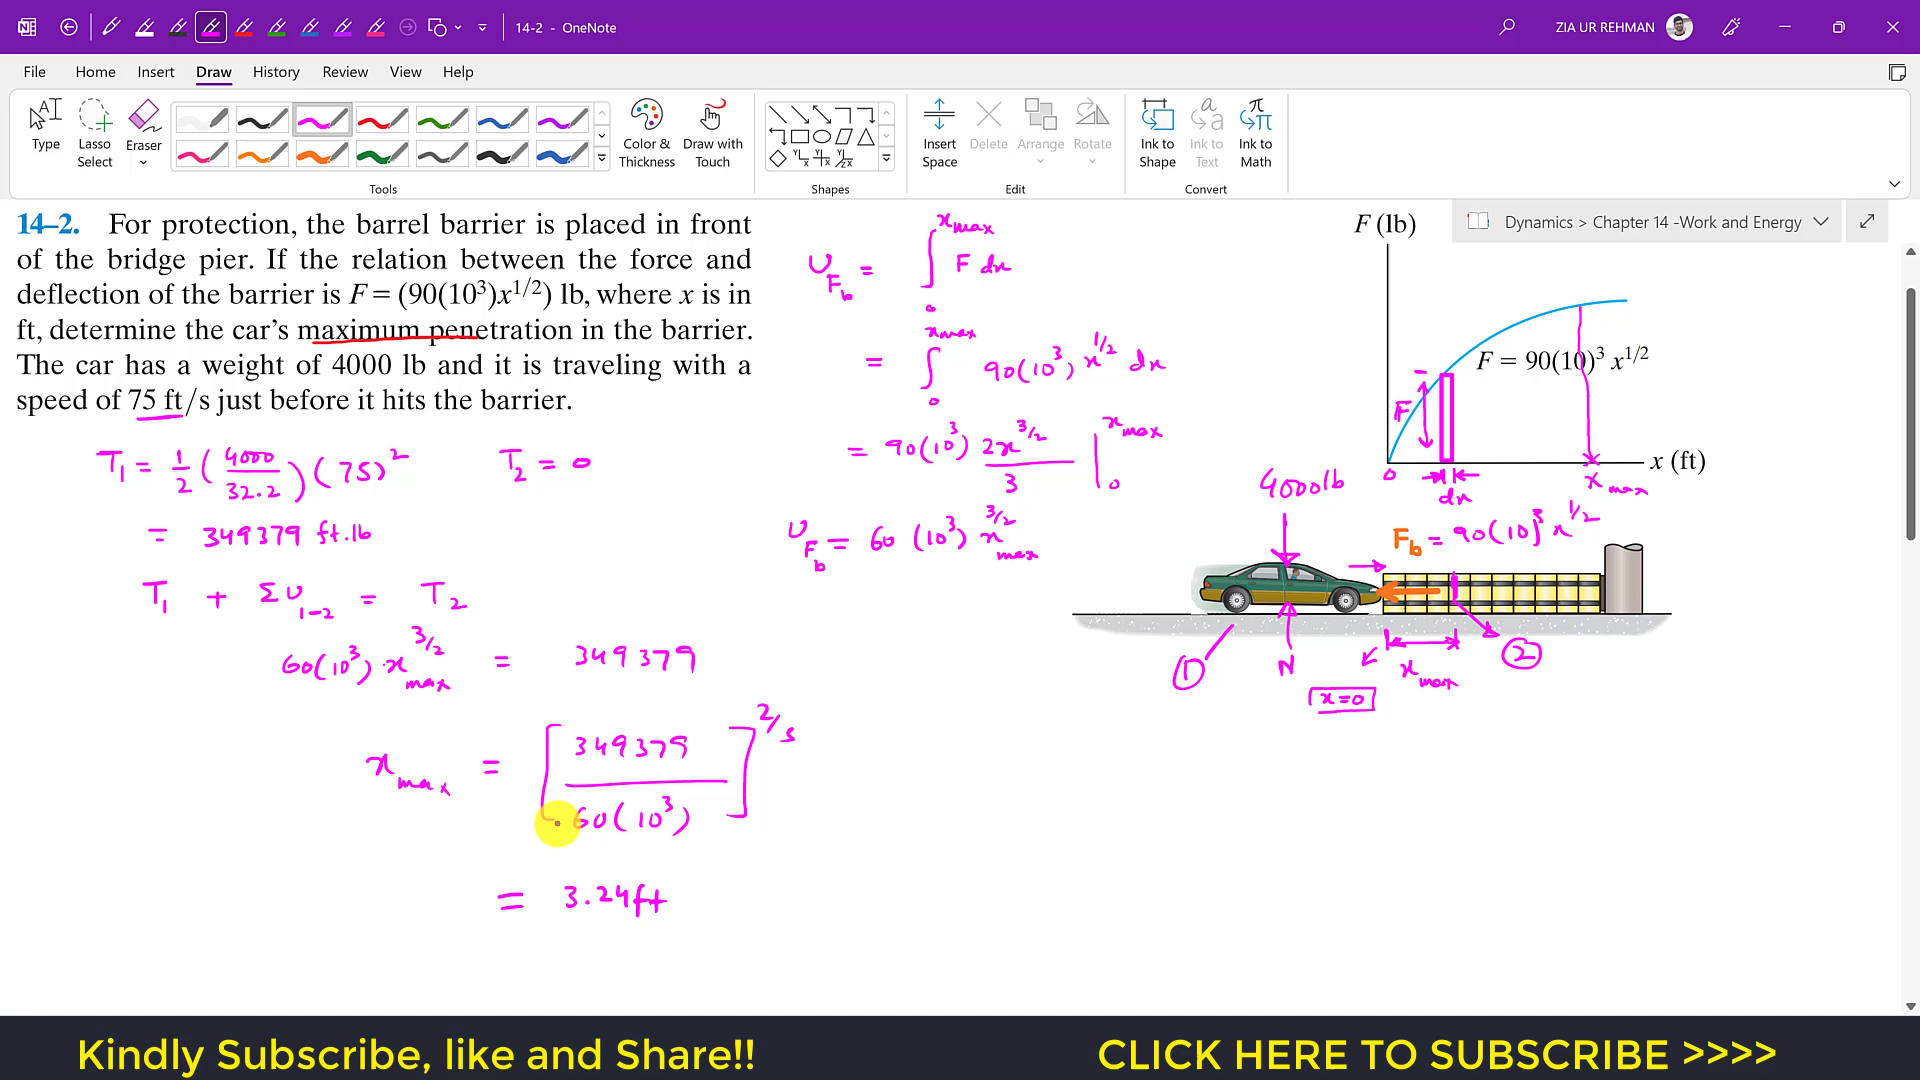 14-2 - OneNote
ZIA UR REHMAN
File Home Insert Draw History Review View Help
Type
Lasso Select
Eraser
Tools
Color & Thickness
Draw with Touch
Shapes
Insert Space
Delete
Arrange
Rotate
Edit
Ink to Shape
Ink to Text
Ink to Math
Convert
Dynamics > Chapter 14 -Work and Energy
14–2. For protection, the barrel barrier is placed in front
of the bridge pier. If the relation between the force and
deflection of the barrier is F = (90(10³)x^1/2) lb, where x is in
ft, determine the car's maximum penetration in the barrier.
The car has a weight of 4000 lb and it is traveling with a
speed of 75 ft/s just before it hits the barrier.
T₁ = 1/2 (4000/32.2) (75)²
T₂ = 0
= 349379 ft.lb
T₁ + Σ U₁₋₂ = T₂
60(10³) · x_max^3/2 = 349379
x_max = [349379 / 60(10³)]^2/3
= 3.24ft
U_Fb = ∫₀^xmax F dx
= ∫₀^xmax 90(10³) x^1/2 dx
= 90(10³) 2x^3/2 / 3 |₀^xmax
U_Fb = 60 (10³) x_max^3/2
F (lb)
F = 90(10)³ x^1/2
F
0
dx
x_max
x (ft)
4000lb
F_b = 90(10)³ x^1/2
①
N
x=0
x_max
②
Kindly Subscribe, like and Share!!
CLICK HERE TO SUBSCRIBE >>>>